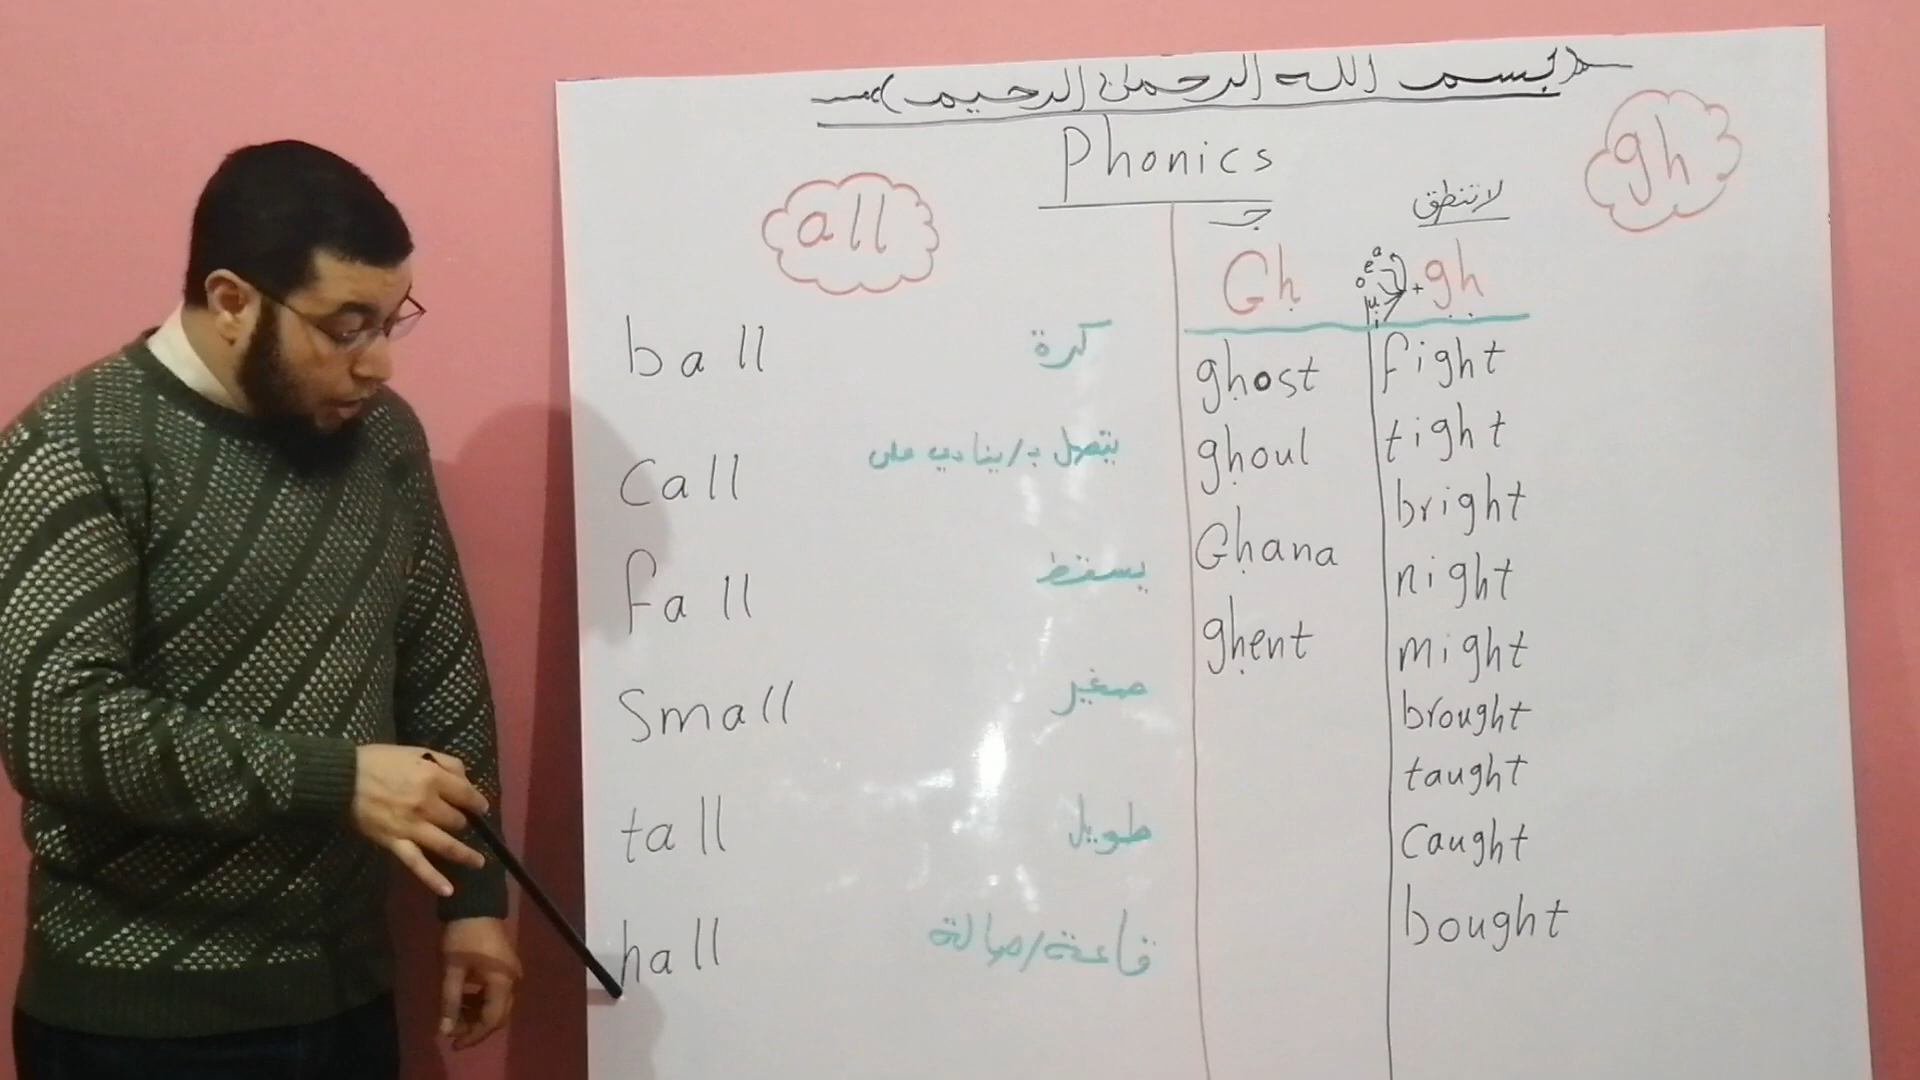 بسم الله الرحمن الرحيم
Phonics
all
gh
ball كرة
call يتصل بـ/ينادي على
fall يسقط
small صغير
tall طويل
hall قاعة/صالة
جـ
Gh
ghost
ghoul
Ghana
ghent
لا تنطق
a e o u i + gh
fight
tight
bright
night
might
brought
taught
caught
bought